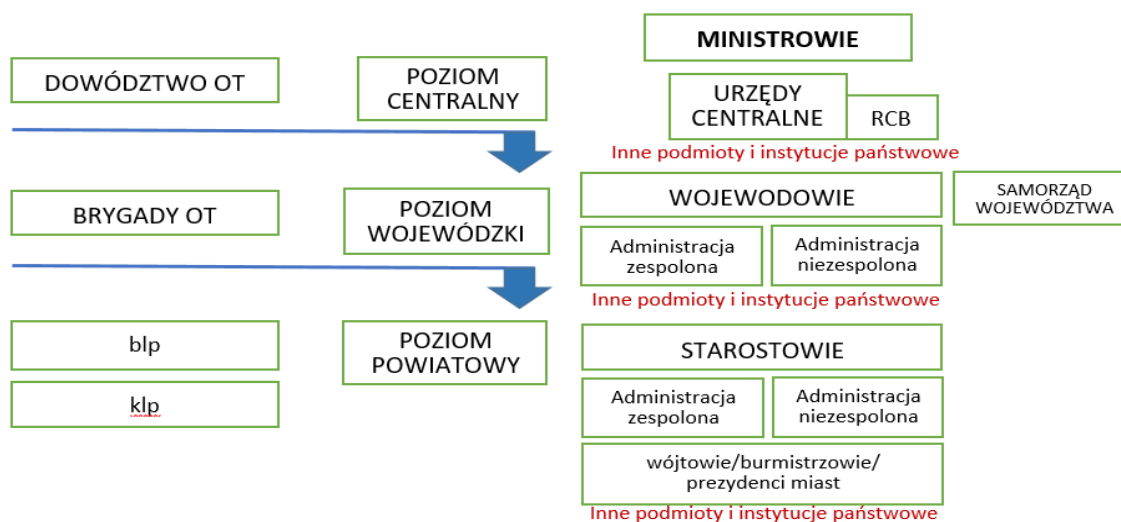 MINISTROWIE
DOWÓDZTWO OT
POZIOM
CENTRALNY
URZĘDY
CENTRALNE
RCB
Inne podmioty i instytucje państwowe
BRYGADY OT
POZIOM
WOJEWÓDZKI
WOJEWODOWIE
SAMORZĄD
WOJEWÓDZTWA
Administracja
zespolona
Administracja
niezespolona
Inne podmioty i instytucje państwowe
blp
klp
POZIOM
POWIATOWY
STAROSTOWIE
Administracja
zespolona
Administracja
niezespolona
wójtowie/burmistrzowie/
prezydenci miast
Inne podmioty i instytucje państwowe